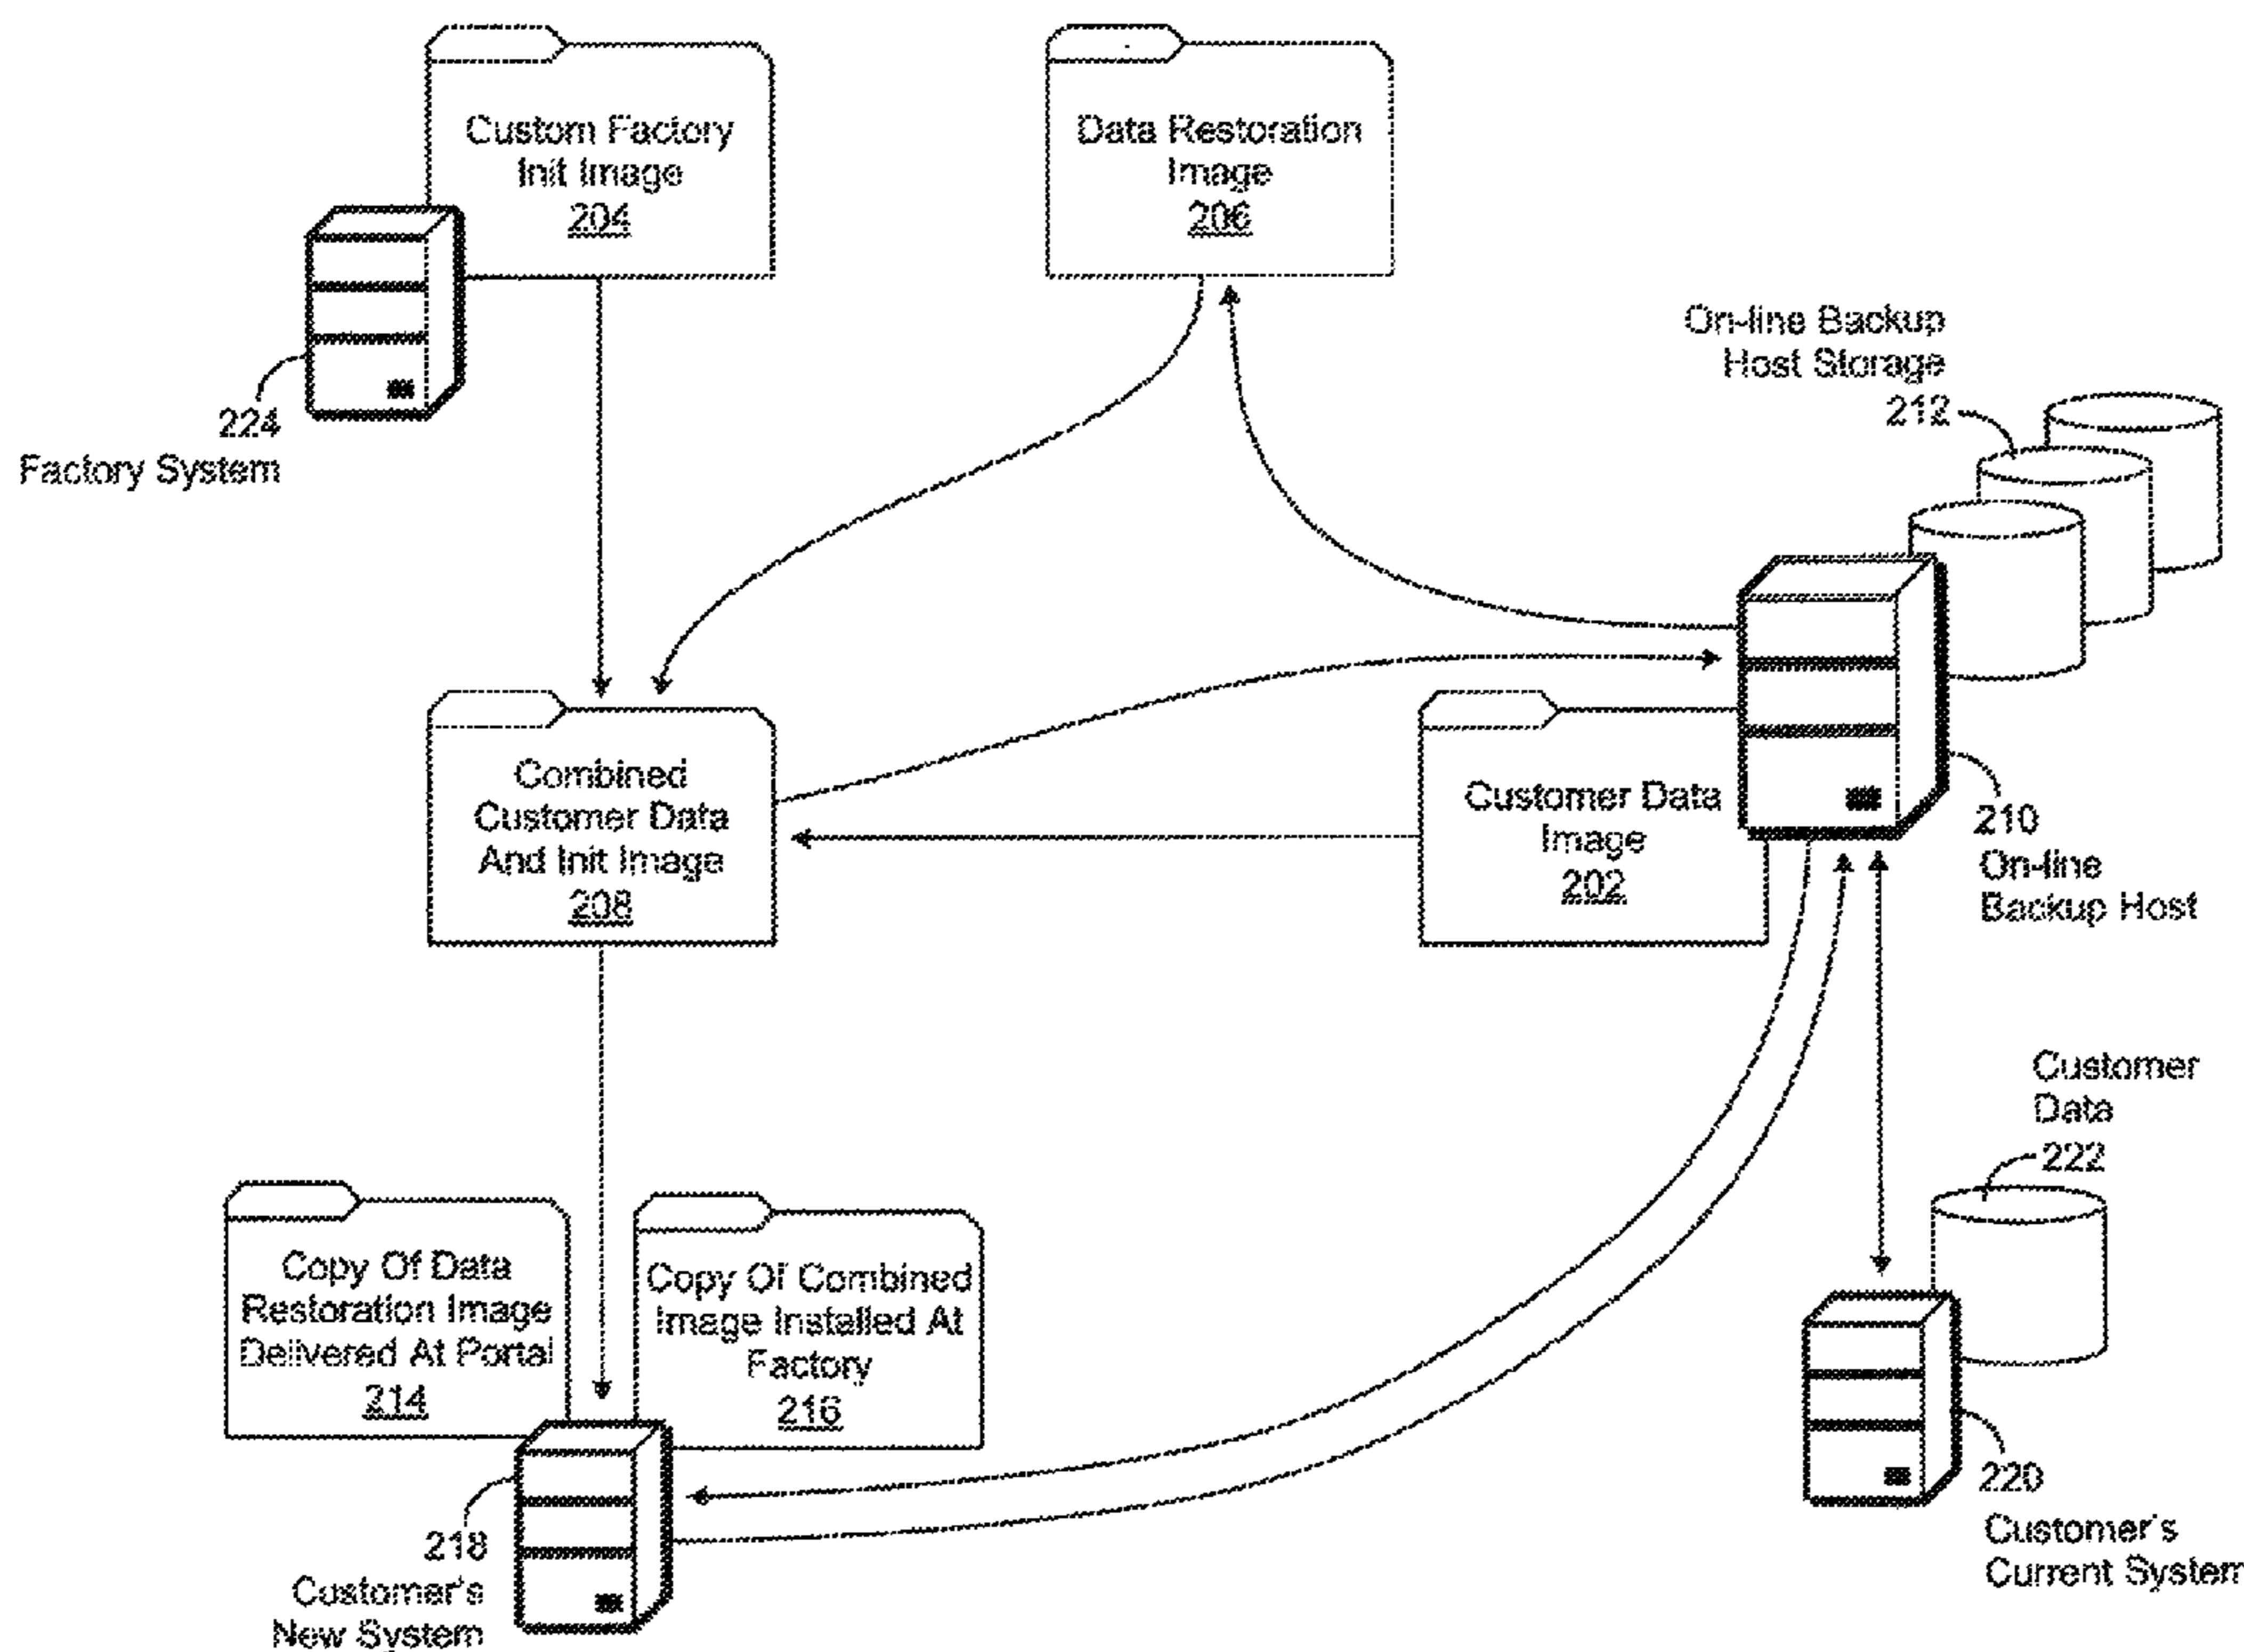 Custom Factory
Init Image
204
Data Restoration
Image
206
On-line Backup
Host Storage
212
224
Factory System
Combined
Customer Data
And Init Image
208
Customer Data
Image
202
210
On-line
Backup Host
Customer
Data
222
Copy Of Data
Restoration Image
Delivered At Portal
214
Copy Of Combined
Image Installed At
Factory
216
218
Customer's
New System
220
Customer's
Current System